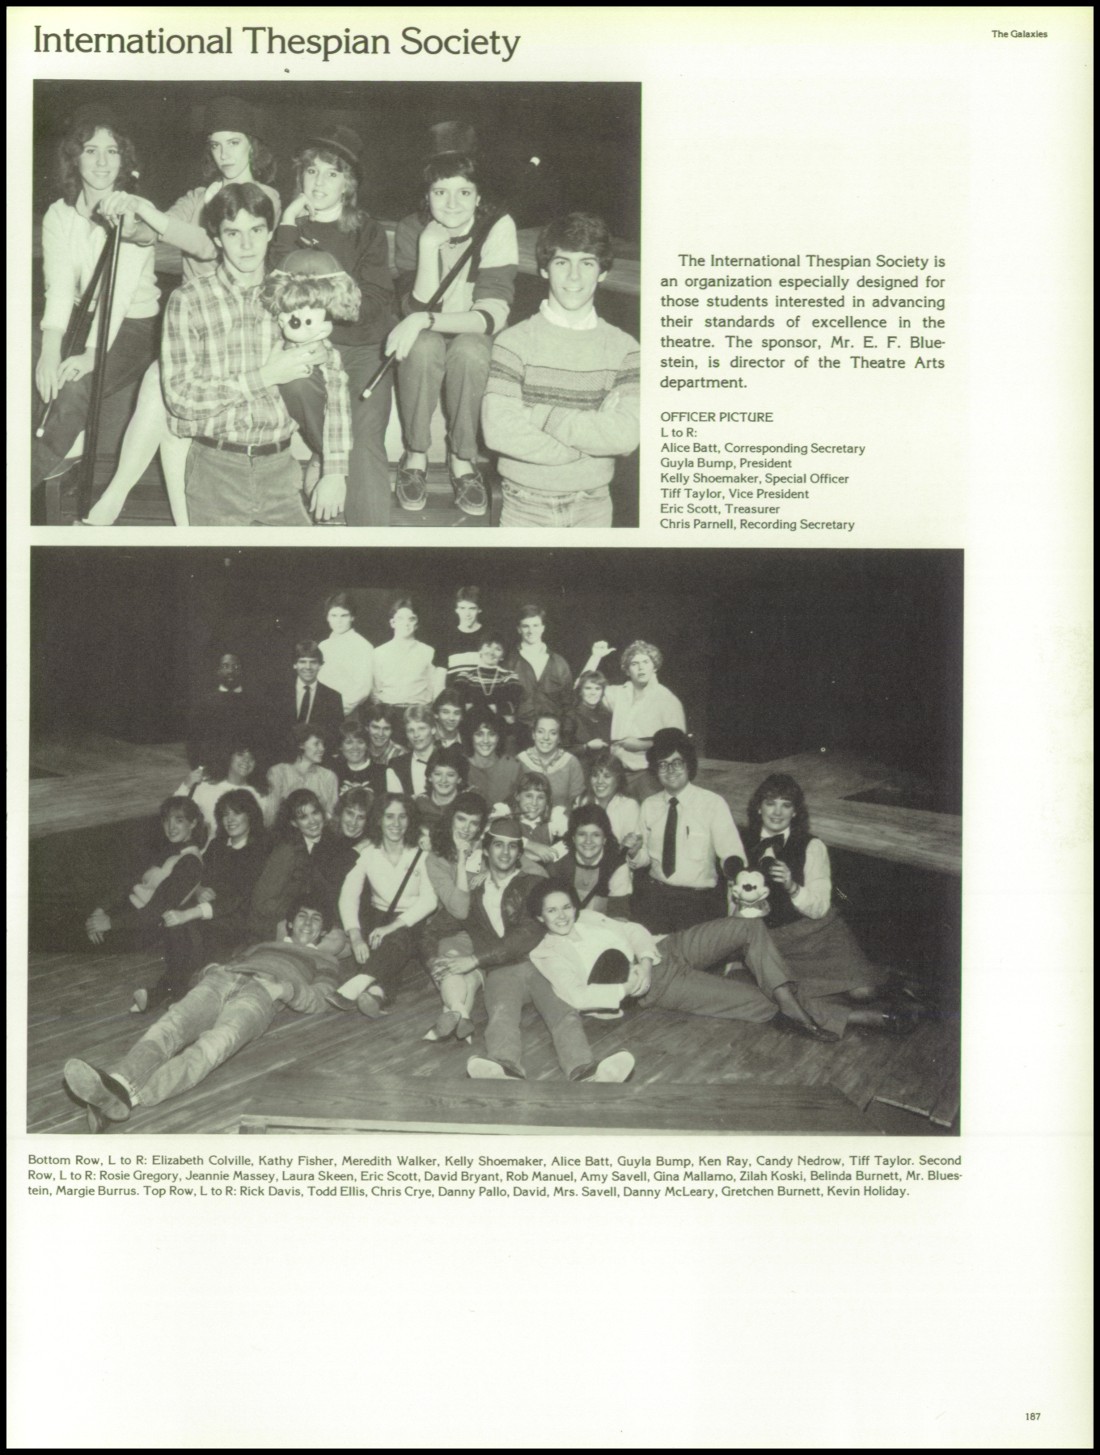 International Thespian Society
The Galaxies
The International Thespian Society is
an organization especially designed for
those students interested in advancing
their standards of excellence in the
theatre. The sponsor, Mr. E. F. Blue-
stein, is director of the Theatre Arts
department.
OFFICER PICTURE
L to R:
Alice Batt, Corresponding Secretary
Guyla Bump, President
Kelly Shoemaker, Special Officer
Tiff Taylor, Vice President
Eric Scott, Treasurer
Chris Parnell, Recording Secretary
Bottom Row, L to R: Elizabeth Colville, Kathy Fisher, Meredith Walker, Kelly Shoemaker, Alice Batt, Guyla Bump, Ken Ray, Candy Nedrow, Tiff Taylor. Second
Row, L to R: Rosie Gregory, Jeannie Massey, Laura Skeen, Eric Scott, David Bryant, Rob Manuel, Amy Savell, Gina Mallamo, Zilah Koski, Belinda Burnett, Mr. Blues-
tein, Margie Burrus. Top Row, L to R: Rick Davis, Todd Ellis, Chris Crye, Danny Pallo, David, Mrs. Savell, Danny McLeary, Gretchen Burnett, Kevin Holiday.
187